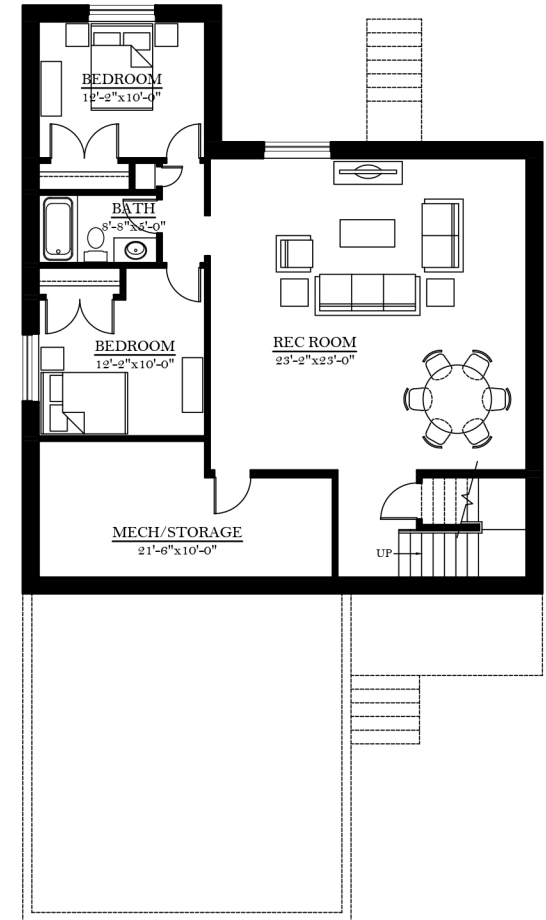 BEDROOM
12'-2"x10'-0"
BATH
8'-8"x5'-0"
BEDROOM
12'-2"x10'-0"
REC ROOM
23'-2"x23'-0"
MECH/STORAGE
21'-6"x10'-0"
UP